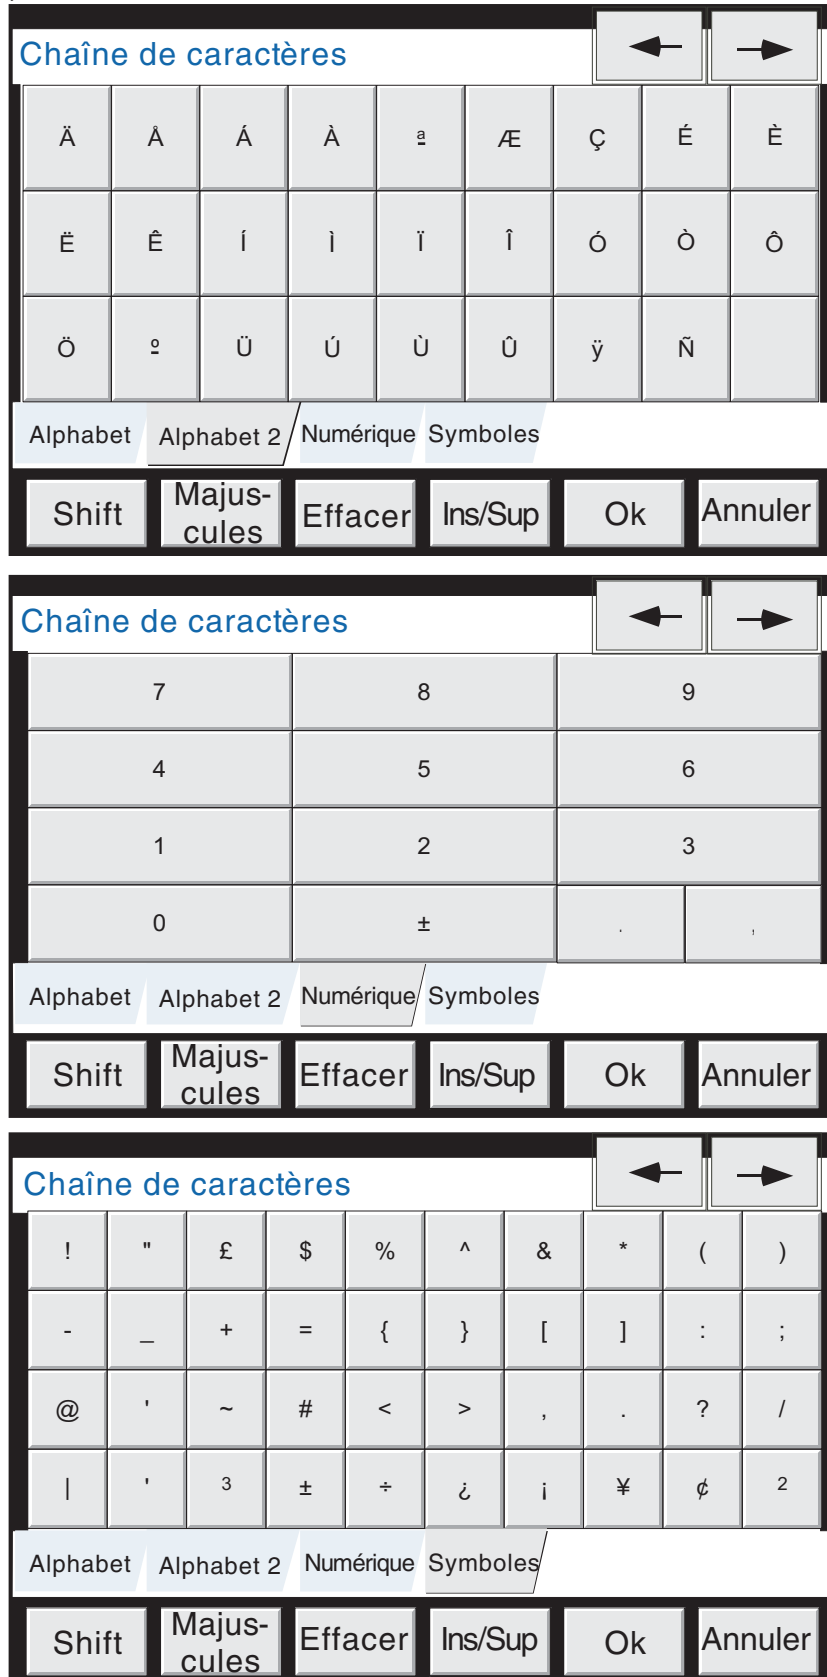 Chaîne de caractères
Ä Å Á À ª Æ Ç É È
Ë Ê Í Ì Ï Î Ó Ò Ô
Ö º Ü Ú Ù Û ÿ Ñ
Alphabet Alphabet 2 Numérique Symboles
Shift Majus-
cules Effacer Ins/Sup Ok Annuler
Chaîne de caractères
7 8 9
4 5 6
1 2 3
0 ± . ,
Alphabet Alphabet 2 Numérique Symboles
Shift Majus-
cules Effacer Ins/Sup Ok Annuler
Chaîne de caractères
! " £ $ % ^ & * ( )
- _ + = { } [ ] : ;
@ ' ~ # < > , . ? /
| ' ³ ± ÷ ¿ ¡ ¥ ¢ ²
Alphabet Alphabet 2 Numérique Symboles
Shift Majus-
cules Effacer Ins/Sup Ok Annuler